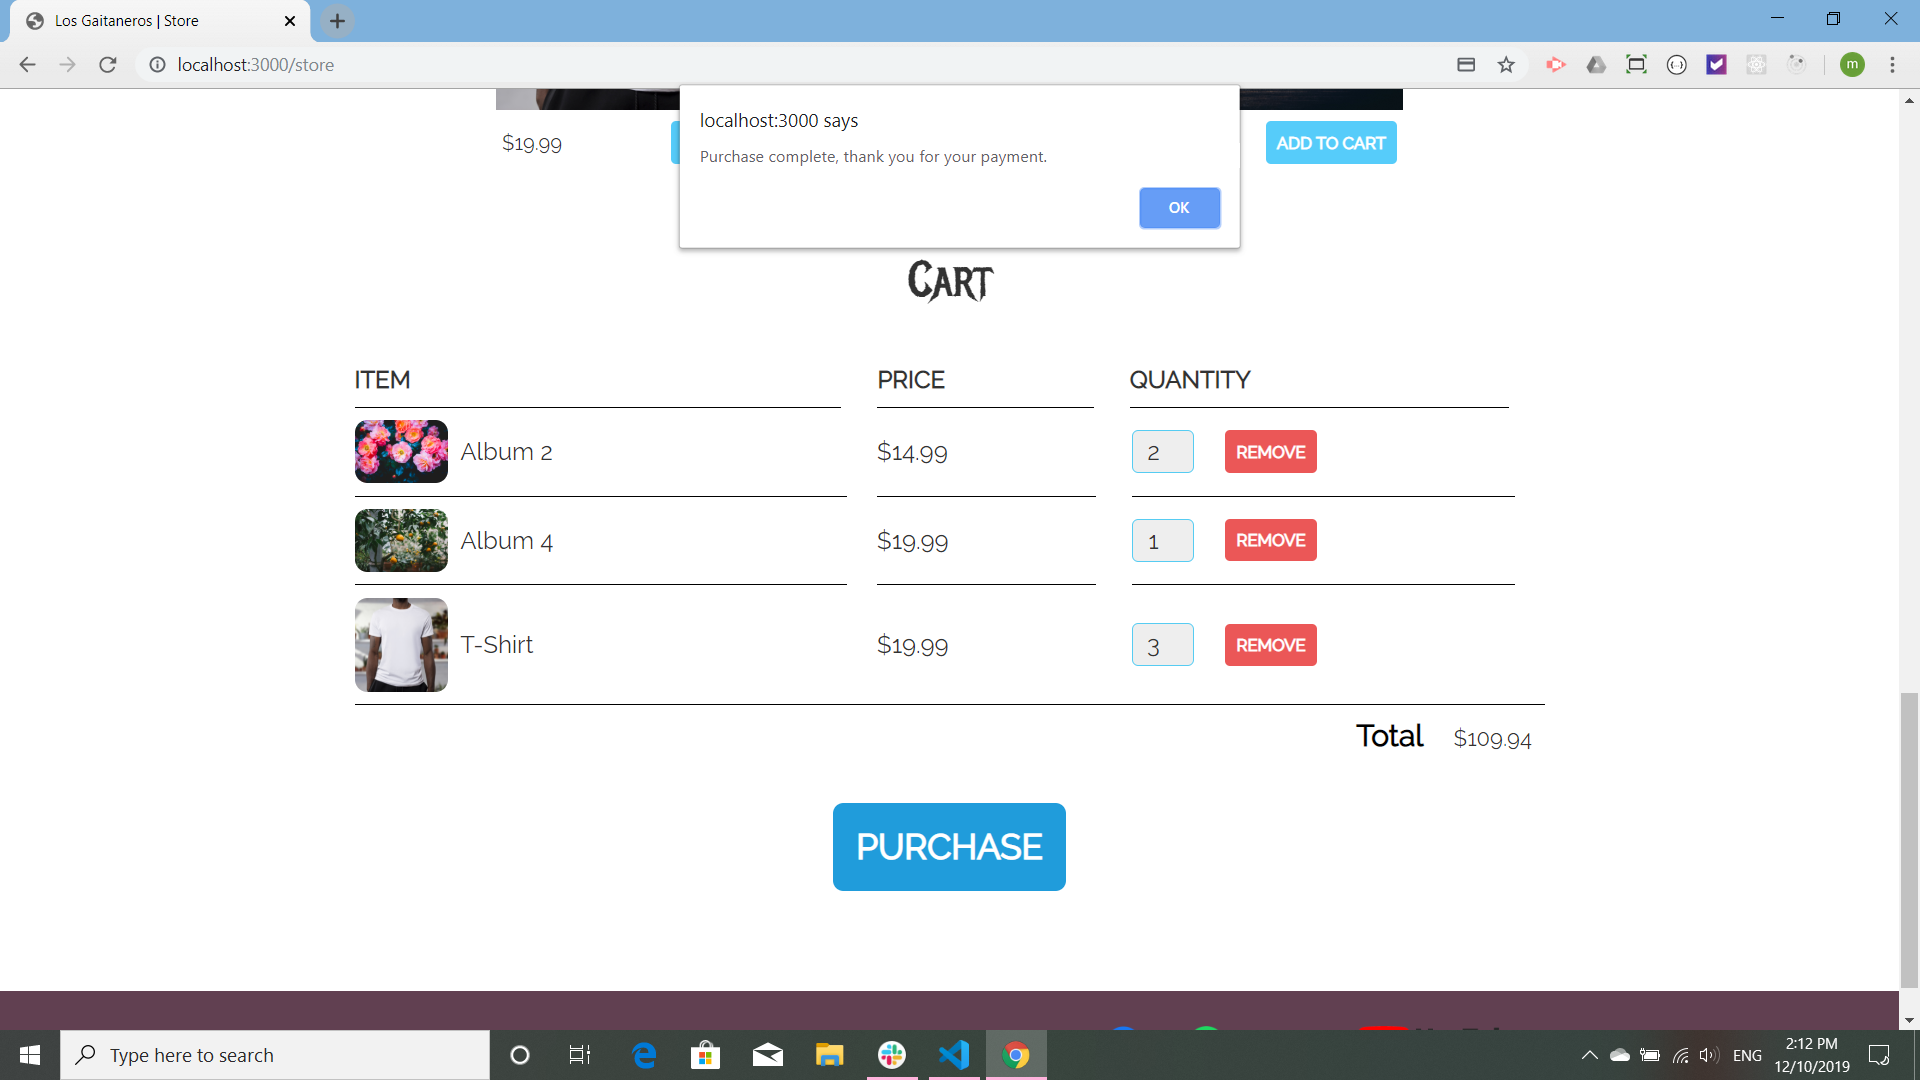 Los Gaitaneros | Store
localhost:3000/store
m
localhost:3000 says
Purchase complete, thank you for your payment.
OK
$19.99
ADD TO CART
Cart
ITEM PRICE QUANTITY
Album 2 $14.99 2 REMOVE
Album 4 $19.99 1 REMOVE
T-Shirt $19.99 3 REMOVE
Total $109.94
PURCHASE
Type here to search
ENG
2:12 PM
12/10/2019